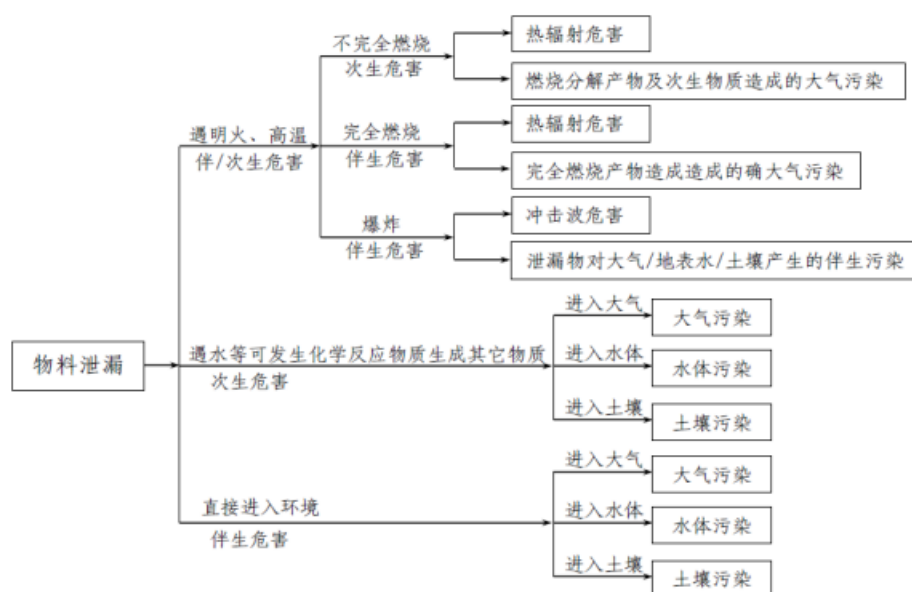 不完全燃烧
次生危害
热辐射危害
燃烧分解产物及次生物质造成的大气污染
遇明火、高温
伴/次生危害
完全燃烧
伴生危害
热辐射危害
完全燃烧产物造成造成的确大气污染
爆炸
伴生危害
冲击波危害
泄漏物对大气/地表水/土壤产生的伴生污染
物料泄漏
遇水等可发生化学反应物质生成其它物质
次生危害
进入大气
大气污染
进入水体
水体污染
进入土壤
土壤污染
直接进入环境
伴生危害
进入大气
大气污染
进入水体
水体污染
进入土壤
土壤污染